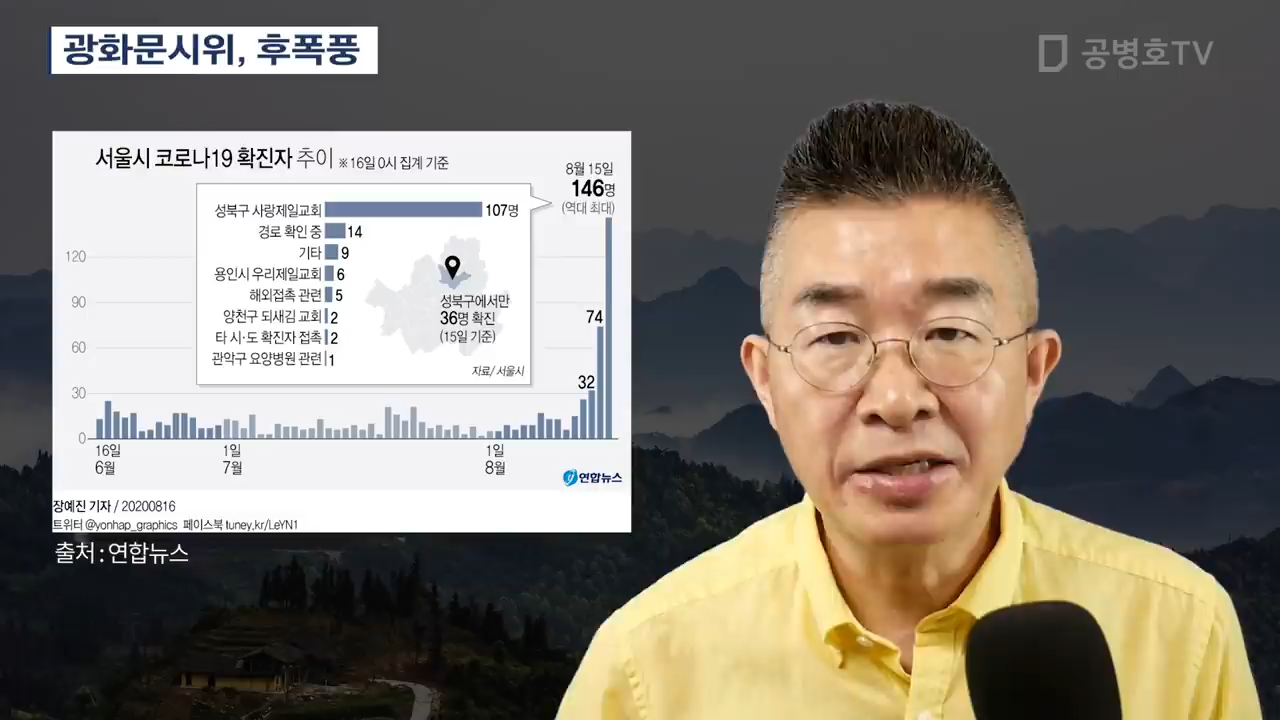 광화문시위, 후폭풍
공병호TV
서울시 코로나19 확진자 추이 ※16일 0시 집계 기준
8월 15일
146명
(역대 최대)
성북구 사랑제일교회 107명
경로 확인 중 14
기타 9
용인시 우리제일교회 6
해외접촉 관련 5
양천구 되새김 교회 2
타 시·도 확진자 접촉 2
관악구 요양병원 관련 1
성북구에서만
36명 확진
(15일 기준)
자료/ 서울시
120
90
60
30
0
74
32
16일
6월
1일
7월
1일
8월
연합뉴스
장예진 기자 / 20200816
트위터 @yonhap_graphics 페이스북 tuney.kr/LeYN1
출처 : 연합뉴스